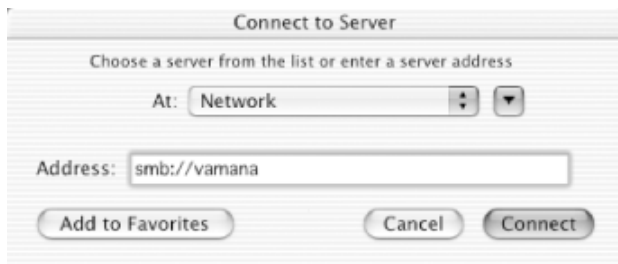 Connect to Server
Choose a server from the list or enter a server address
At: Network
Address: smb://vamana
Add to Favorites Cancel Connect